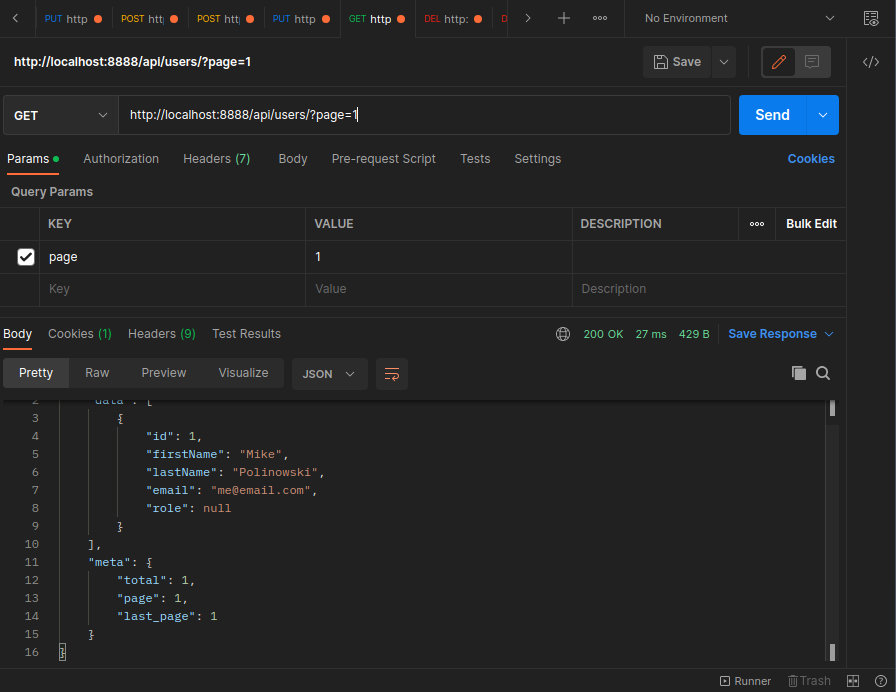 PUT http POST http POST http PUT http GET http DEL http: D No Environment
http://localhost:8888/api/users/?page=1 Save
GET http://localhost:8888/api/users/?page=1 Send
Params Authorization Headers (7) Body Pre-request Script Tests Settings Cookies
Query Params
KEY VALUE DESCRIPTION Bulk Edit
page 1
Key Value Description
Body Cookies (1) Headers (9) Test Results 200 OK 27 ms 429 B Save Response
Pretty Raw Preview Visualize JSON
2 "data": [
3 {
4 "id": 1,
5 "firstName": "Mike",
6 "lastName": "Polinowski",
7 "email": "me@email.com",
8 "role": null
9 }
10 ],
11 "meta": {
12 "total": 1,
13 "page": 1,
14 "last_page": 1
15 }
16 }
Runner Trash